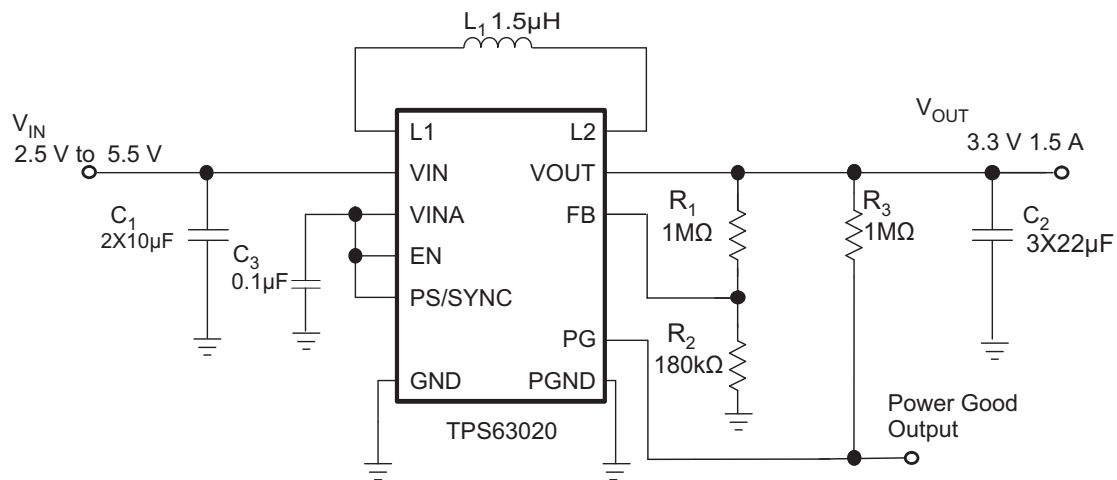 L1 1.5µH
VIN
2.5 V to 5.5 V
VOUT
3.3 V 1.5 A
L1
L2
VIN
VOUT
VINA
FB
EN
PS/SYNC
PG
GND
PGND
TPS63020
C1
2X10µF
C3
0.1µF
R1
1MΩ
R3
1MΩ
C2
3X22µF
R2
180kΩ
Power Good
Output